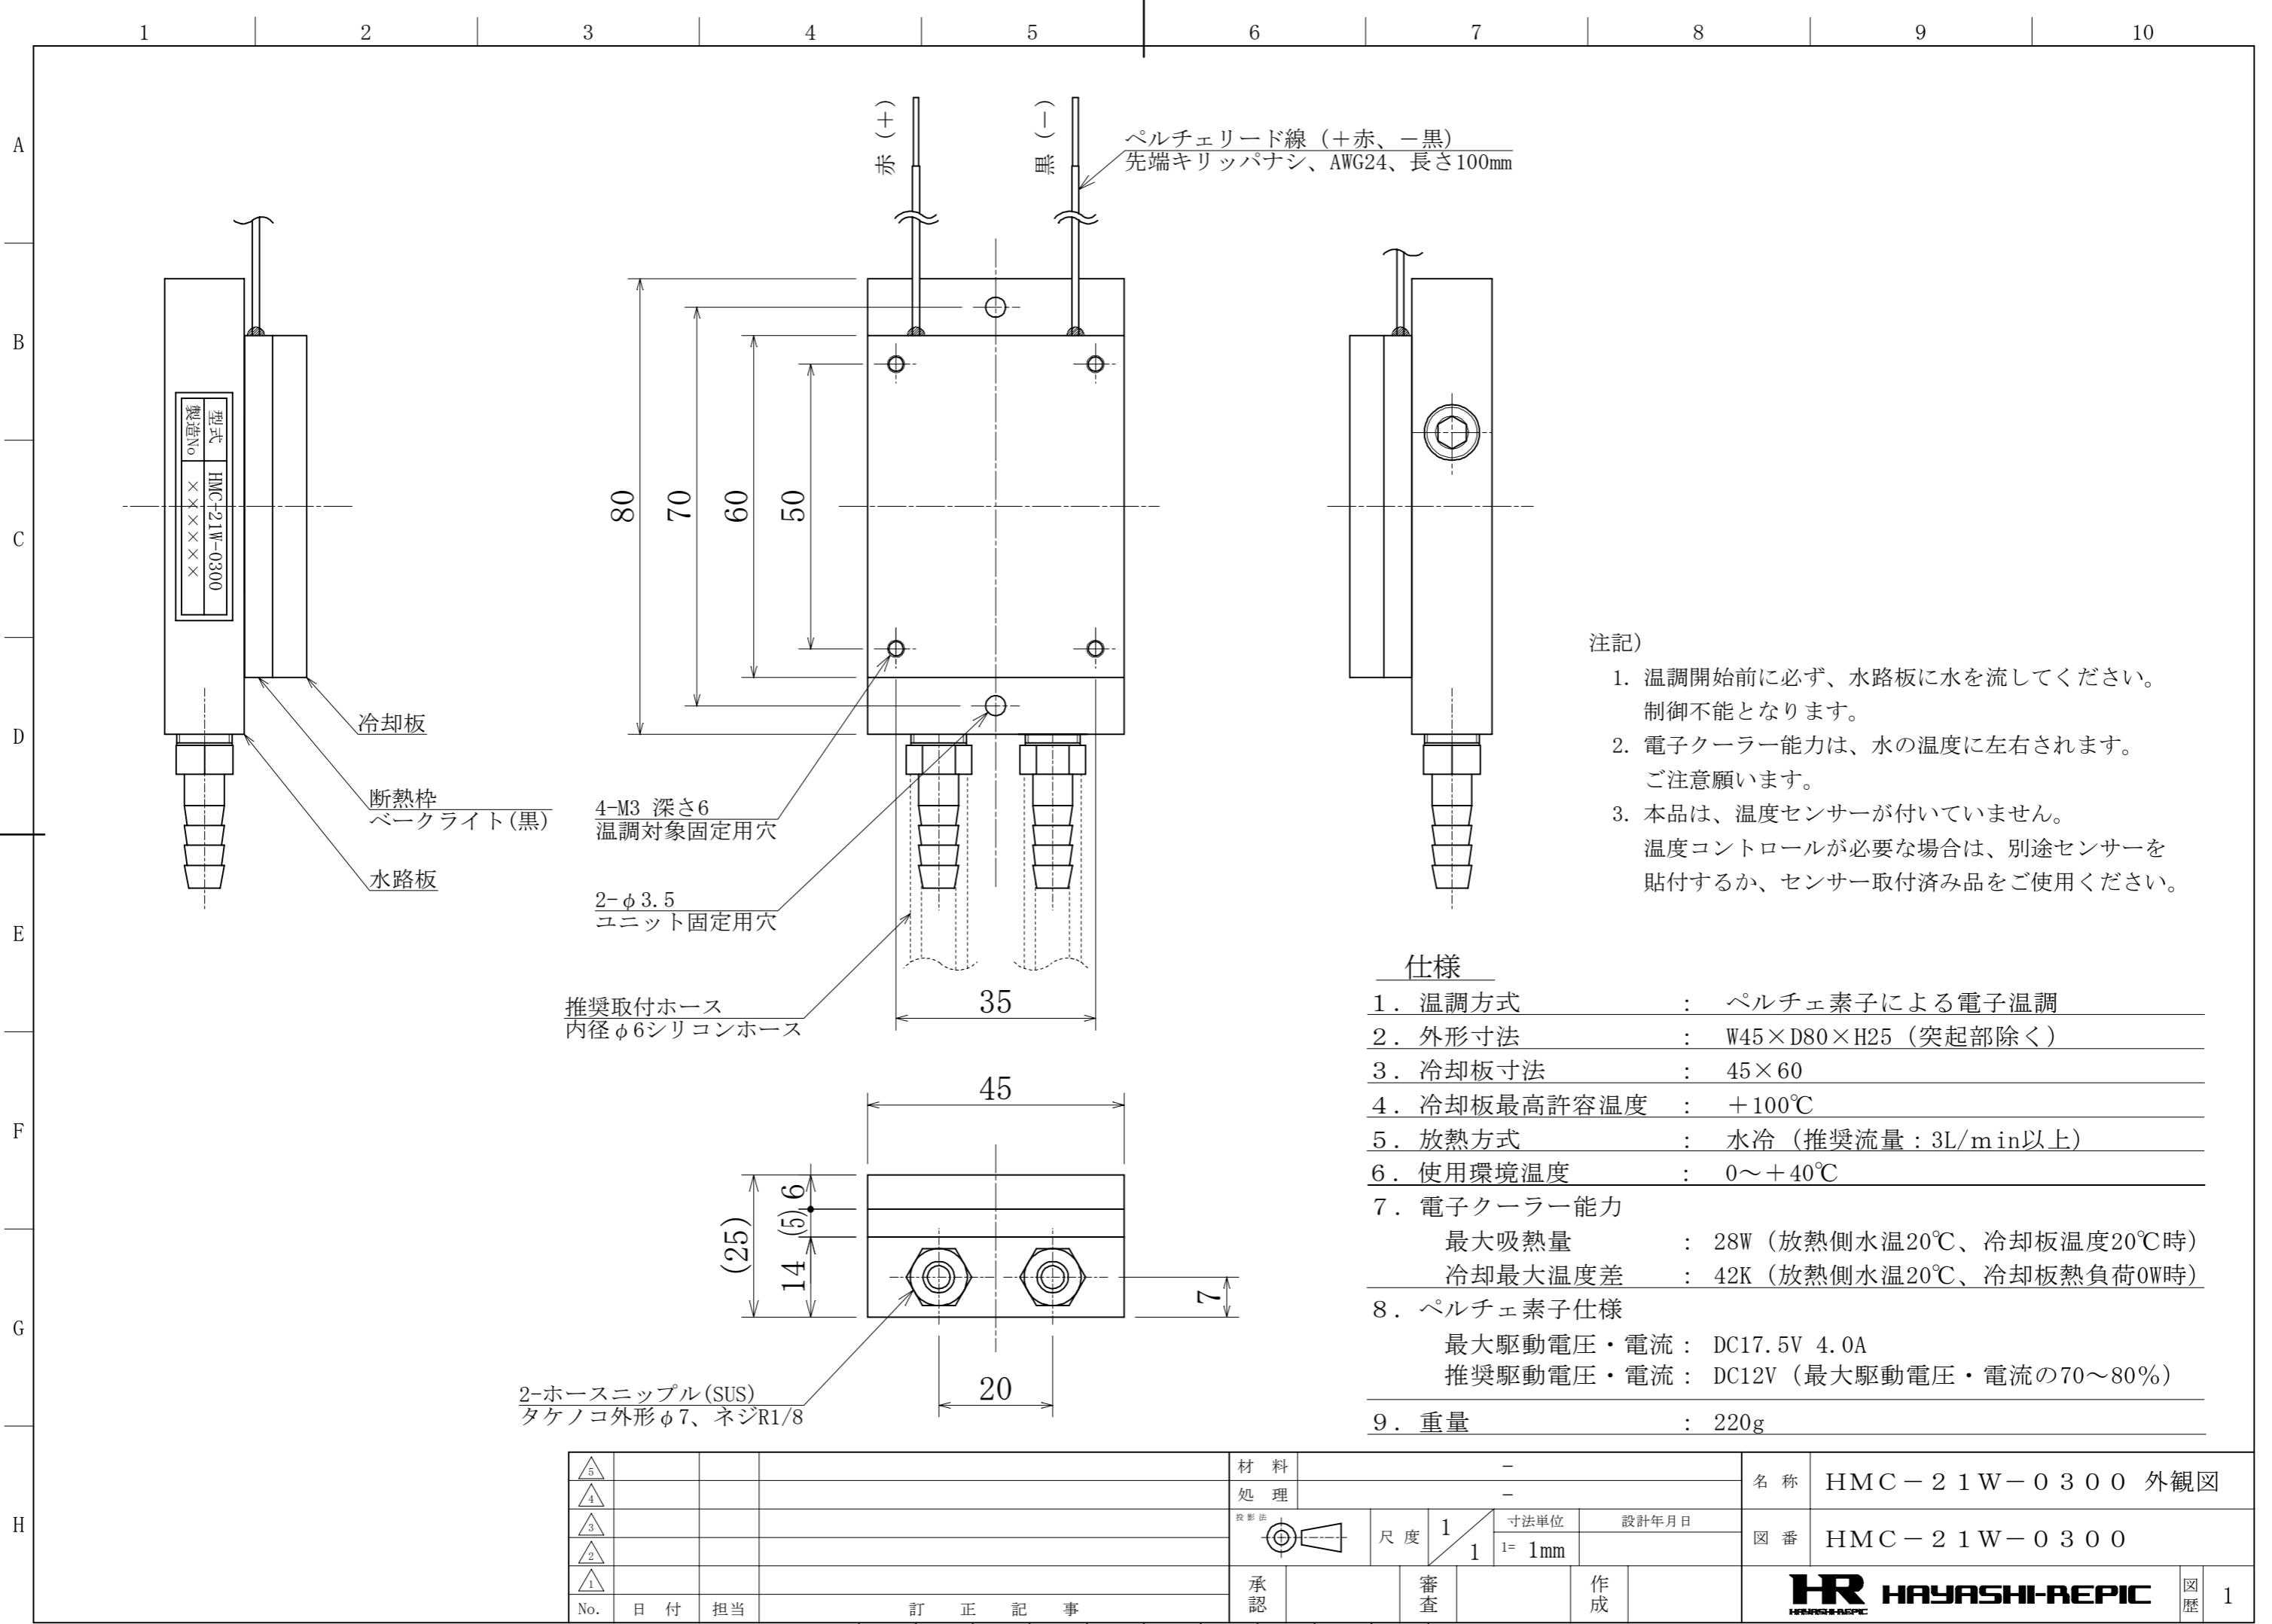 1 2 3 4 5 6 7 8 9 10
A
B
C
D
E
F
G
H
赤 (+)
黒 (−)
ペルチェリード線 (+赤、−黒)
先端キリッパナシ、AWG24、長さ100mm
型式 HMC-21W-0300
製造No ××××××
冷却板
断熱枠
ベークライト(黒)
水路板
80
70
60
50
4-M3 深さ6
温調対象固定用穴
2-φ3.5
ユニット固定用穴
推奨取付ホース
内径φ6シリコンホース
35
45
(25)
6
(5)
14
7
20
2-ホースニップル(SUS)
タケノコ外形φ7、ネジR1/8
注記)
1. 温調開始前に必ず、水路板に水を流してください。
制御不能となります。
2. 電子クーラー能力は、水の温度に左右されます。
ご注意願います。
3. 本品は、温度センサーが付いていません。
温度コントロールが必要な場合は、別途センサーを
貼付するか、センサー取付済み品をご使用ください。
仕様
1. 温調方式 : ペルチェ素子による電子温調
2. 外形寸法 : W45×D80×H25 (突起部除く)
3. 冷却板寸法 : 45×60
4. 冷却板最高許容温度 : +100℃
5. 放熱方式 : 水冷 (推奨流量:3L/min以上)
6. 使用環境温度 : 0~+40℃
7. 電子クーラー能力
最大吸熱量 : 28W (放熱側水温20℃、冷却板温度20℃時)
冷却最大温度差 : 42K (放熱側水温20℃、冷却板熱負荷0W時)
8. ペルチェ素子仕様
最大駆動電圧・電流 : DC17.5V 4.0A
推奨駆動電圧・電流 : DC12V (最大駆動電圧・電流の70~80%)
9. 重量 : 220g
5
4
3
2
1
No. 日 付 担当 訂 正 記 事
材 料 −
処 理 −
投影法
尺 度 1/1
寸法単位
1= 1mm
設計年月日
承認
審査
作成
名 称 HMC−21W−0300 外観図
図 番 HMC−21W−0300
HR HAYASHI-REPIC
HAYASHI-REPIC
図歴 1